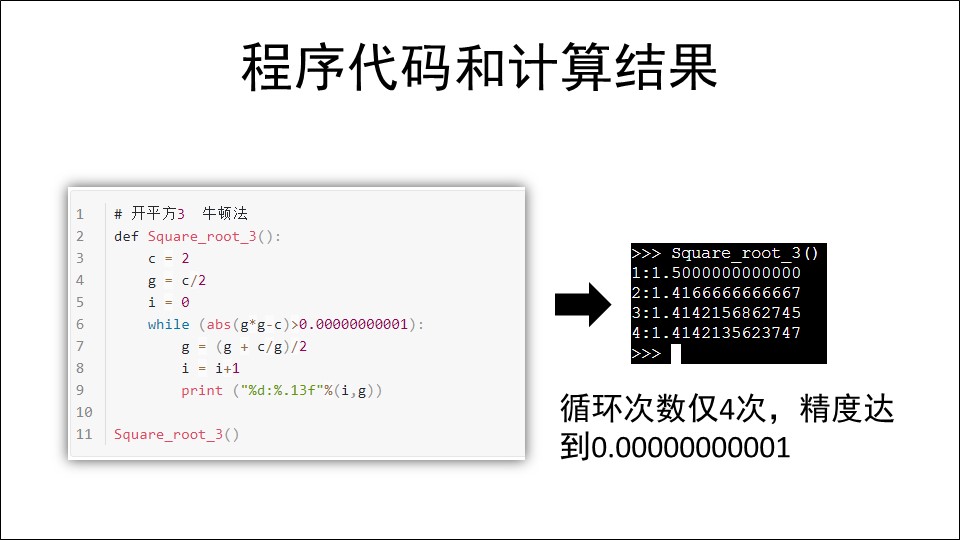 程序代码和计算结果
1 # 开平方3  牛顿法
2 def Square_root_3():
3     c = 2
4     g = c/2
5     i = 0
6     while (abs(g*g-c)>0.00000000001):
7         g = (g + c/g)/2
8         i = i+1
9         print ("%d:%.13f"%(i,g))
10
11 Square_root_3()
>>> Square_root_3()
1:1.5000000000000
2:1.4166666666667
3:1.4142156862745
4:1.4142135623747
>>>
循环次数仅4次，精度达
到0.00000000001